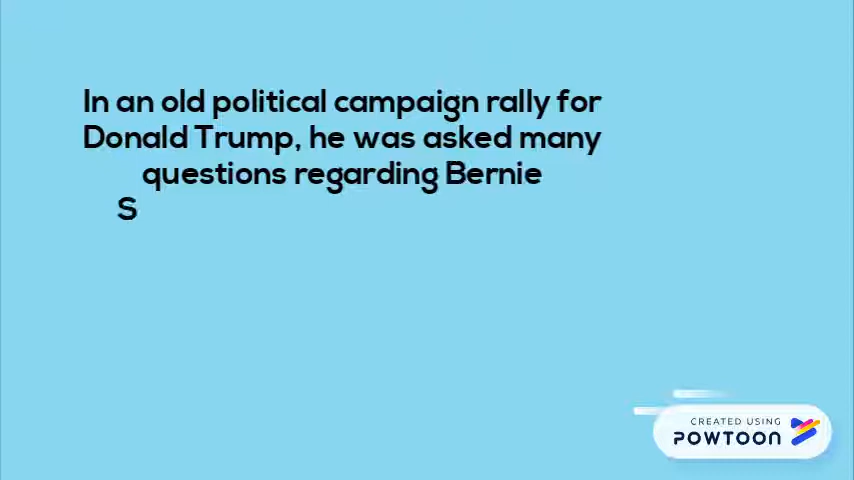 In an old political campaign rally for
Donald Trump, he was asked many
questions regarding Bernie
S
CREATED USING
POWTOON